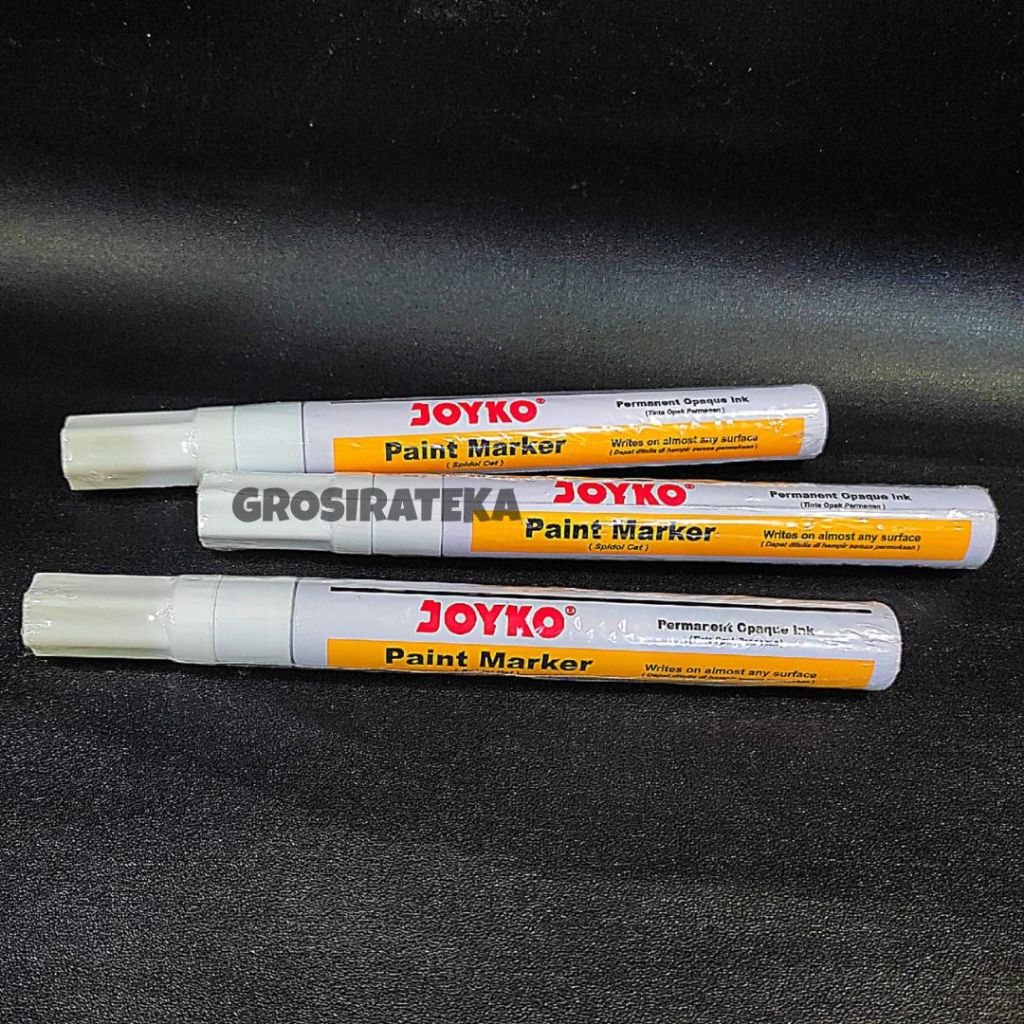 JOYKO®
Permanent Opaque Ink
(Tinta Opak Permanen)
Paint Marker
(Spidol Cat)
Writes on almost any surface
(Dapat ditulis di hampir semua permukaan)
GROSIRATEKA
JOYKO®
Permanent Opaque Ink
(Tinta Opak Permanen)
Paint Marker
(Spidol Cat)
Writes on almost any surface
(Dapat ditulis di hampir semua permukaan)
JOYKO®
Permanent Opaque Ink
Paint Marker
Writes on almost any surface